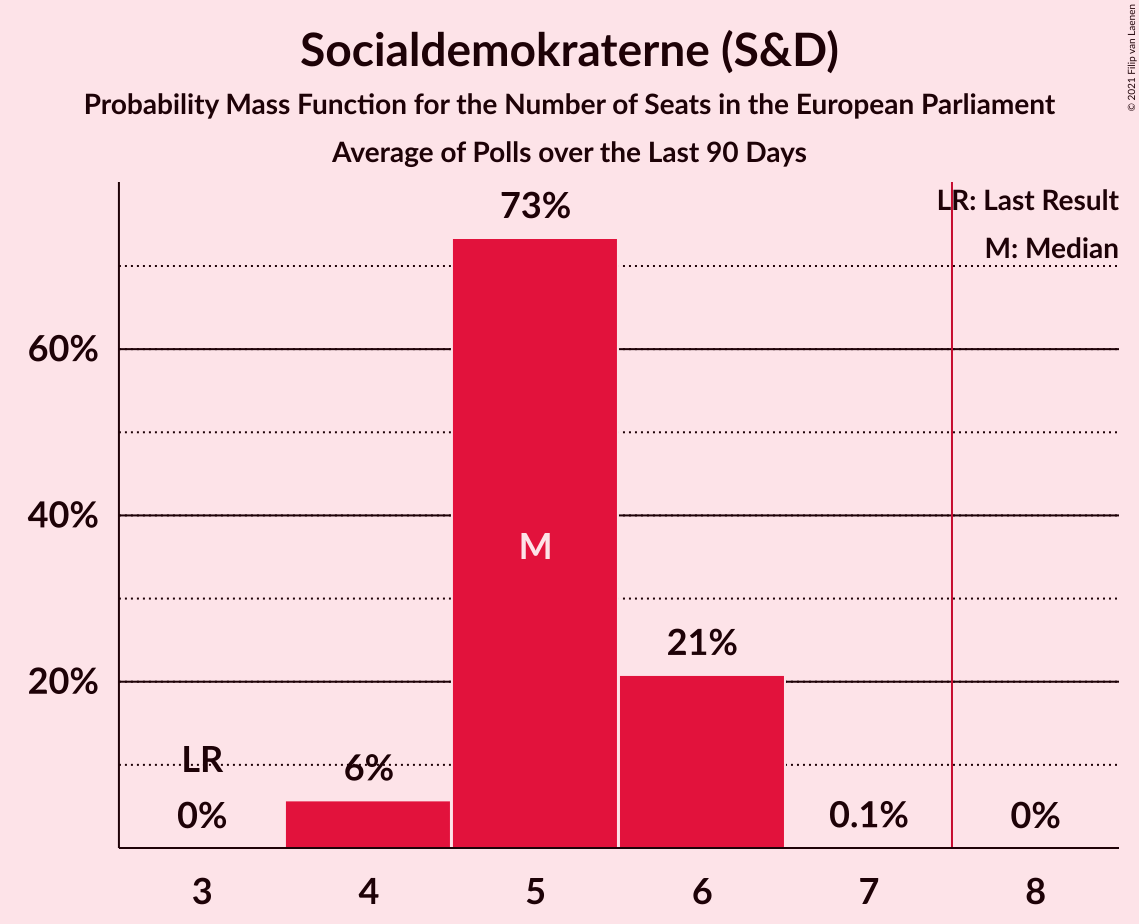 Socialdemokraterne (S&D)
Probability Mass Function for the Number of Seats in the European Parliament
Average of Polls over the Last 90 Days
© 2021 Filip van Laenen
LR: Last Result
M: Median
73%
60%
40%
M
21%
20%
LR
6%
0%
0.1%
0%
3 4 5 6 7 8